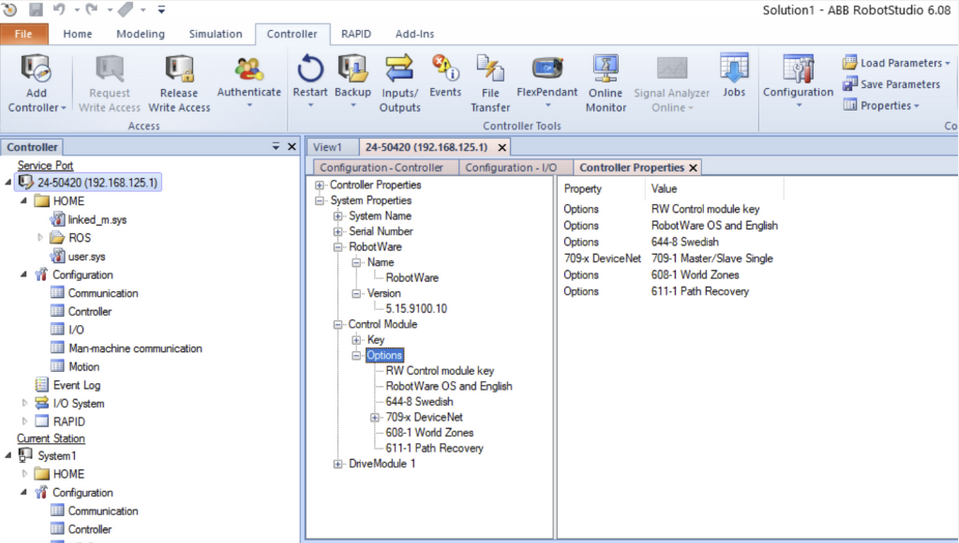 Solution1 - ABB RobotStudio 6.08
File Home Modeling Simulation Controller RAPID Add-Ins
Add Controller
Request Write Access
Release Write Access
Authenticate
Restart
Backup
Inputs/ Outputs
Events
File Transfer
FlexPendant
Online Monitor
Signal Analyzer Online
Jobs
Configuration
Load Parameters
Save Parameters
Properties
Access
Controller Tools
Co
Controller
Service Port
24-50420 (192.168.125.1)
HOME
linked_m.sys
ROS
user.sys
Configuration
Communication
Controller
I/O
Man-machine communication
Motion
Event Log
I/O System
RAPID
Current Station
System1
HOME
Configuration
Communication
Controller
View1 24-50420 (192.168.125.1)
Configuration - Controller Configuration - I/O Controller Properties
Controller Properties
System Properties
System Name
Serial Number
RobotWare
Name
RobotWare
Version
5.15.9100.10
Control Module
Key
Options
RW Control module key
RobotWare OS and English
644-8 Swedish
709-x DeviceNet
608-1 World Zones
611-1 Path Recovery
DriveModule 1
Property Value
Options RW Control module key
Options RobotWare OS and English
Options 644-8 Swedish
709-x DeviceNet 709-1 Master/Slave Single
Options 608-1 World Zones
Options 611-1 Path Recovery